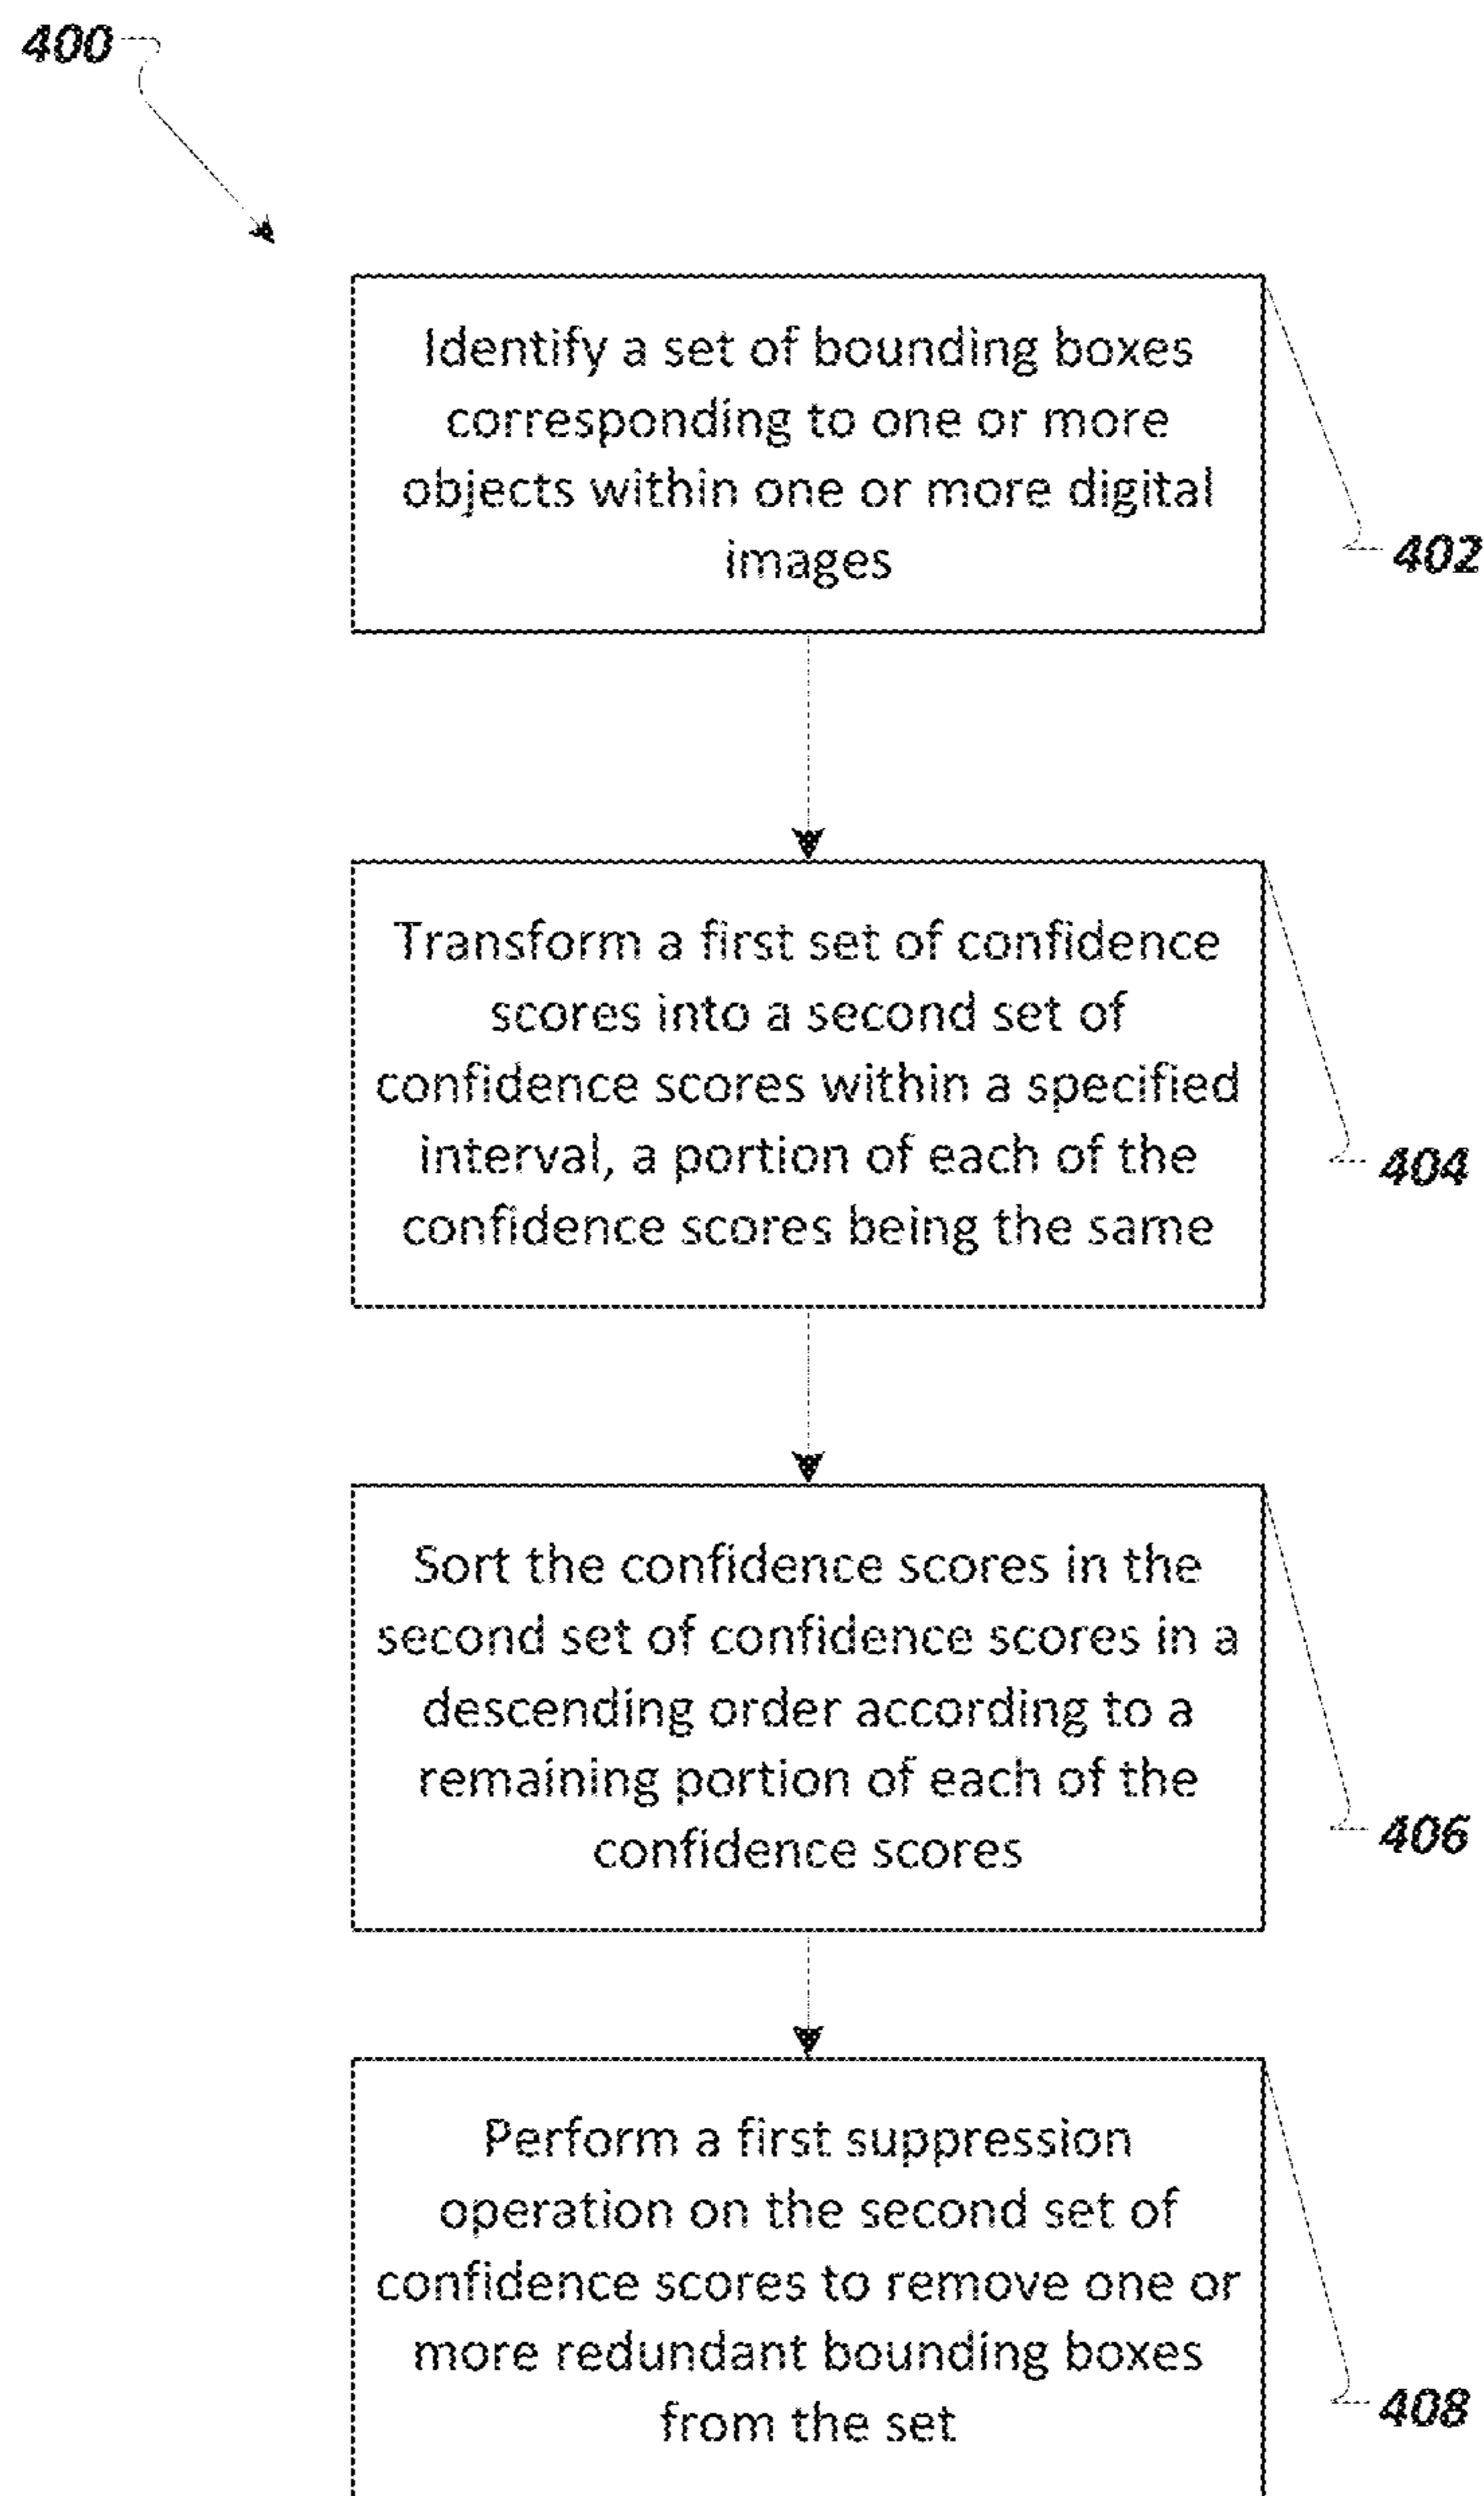 400
Identify a set of bounding boxes
corresponding to one or more
objects within one or more digital
images
402
Transform a first set of confidence
scores into a second set of
confidence scores within a specified
interval, a portion of each of the
confidence scores being the same
404
Sort the confidence scores in the
second set of confidence scores in a
descending order according to a
remaining portion of each of the
confidence scores
406
Perform a first suppression
operation on the second set of
confidence scores to remove one or
more redundant bounding boxes
from the set
408